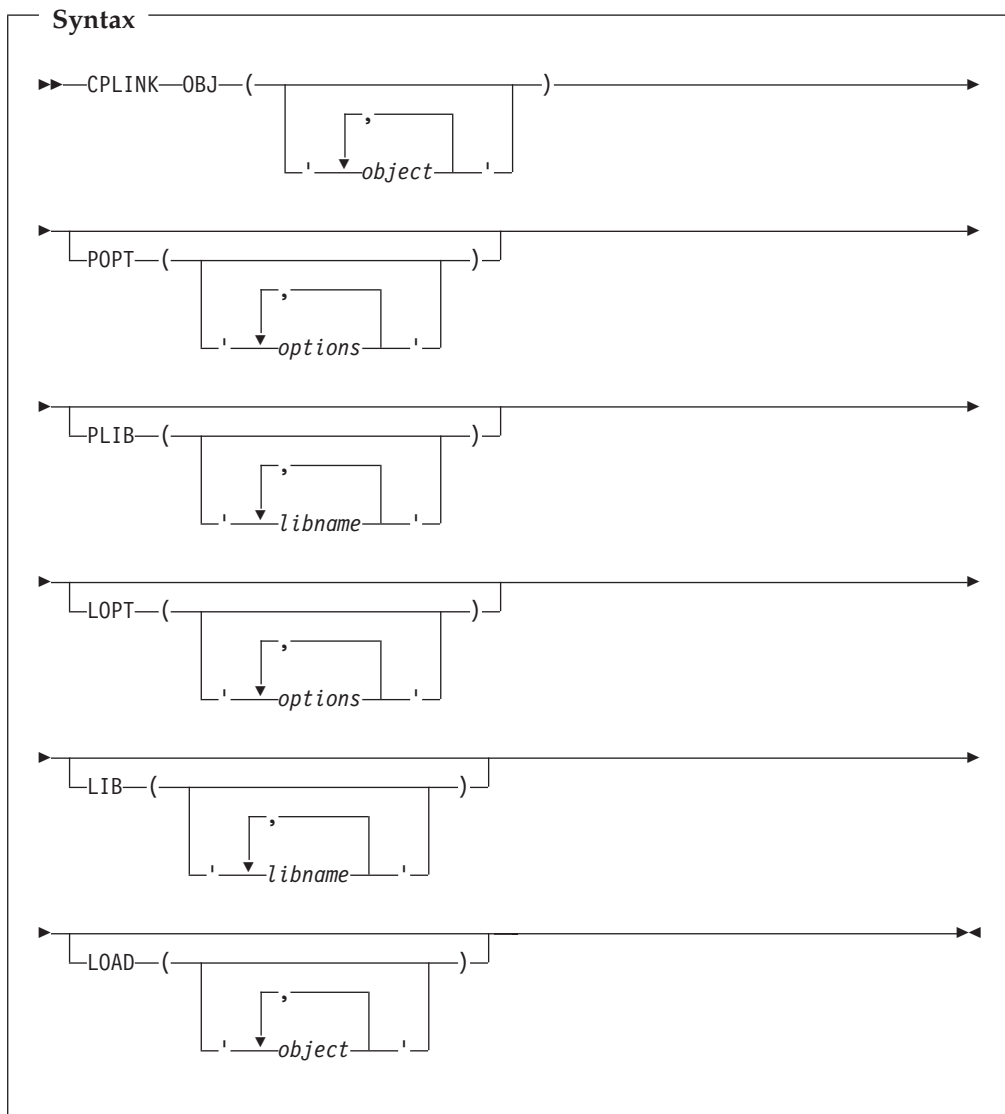 Syntax
CPLINK OBJ ( )
,
' object '
POPT ( )
,
' options '
PLIB ( )
,
' libname '
LOPT ( )
,
' options '
LIB ( )
,
' libname '
LOAD ( )
,
' object '